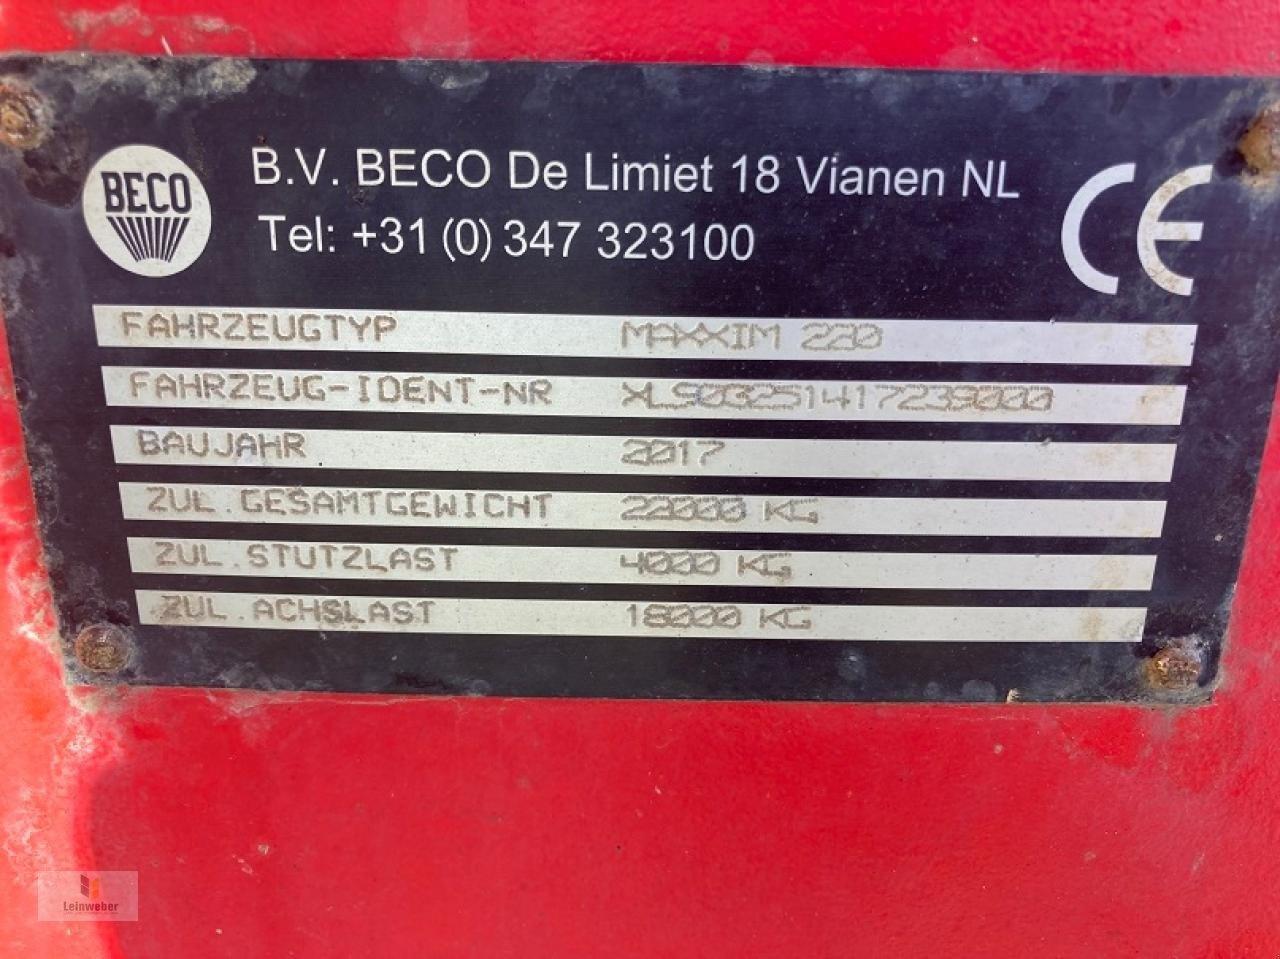 BECO
B.V. BECO De Limiet 18 Vianen NL
Tel: +31 (0) 347 323100
CE
FAHRZEUGTYP MAXXIM 220
FAHRZEUG-IDENT-NR XLS032S1417239000
BAUJAHR 2017
ZUL.GESAMTGEWICHT 22000 KG
ZUL.STUTZLAST 4000 KG
ZUL.ACHSLAST 18000 KG
Leinweber